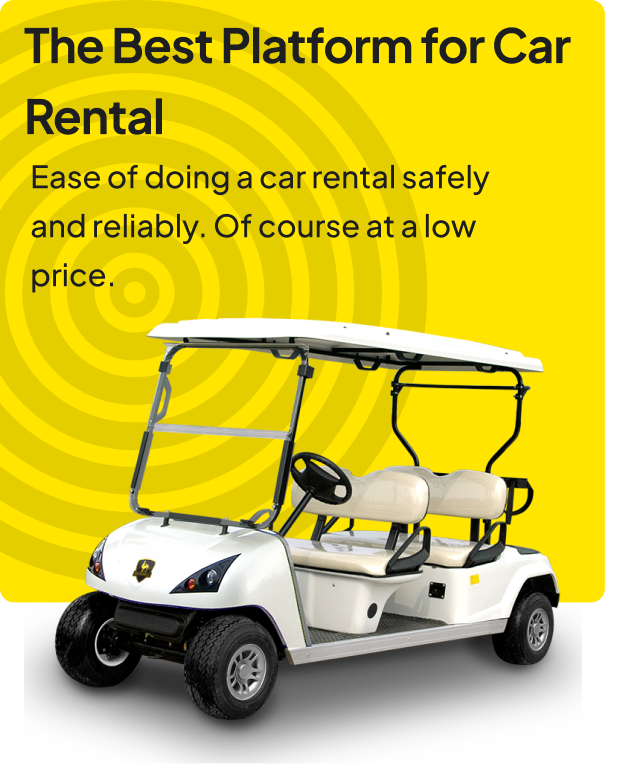 The Best Platform for Car
Rental
Ease of doing a car rental safely
and reliably. Of course at a low
price.